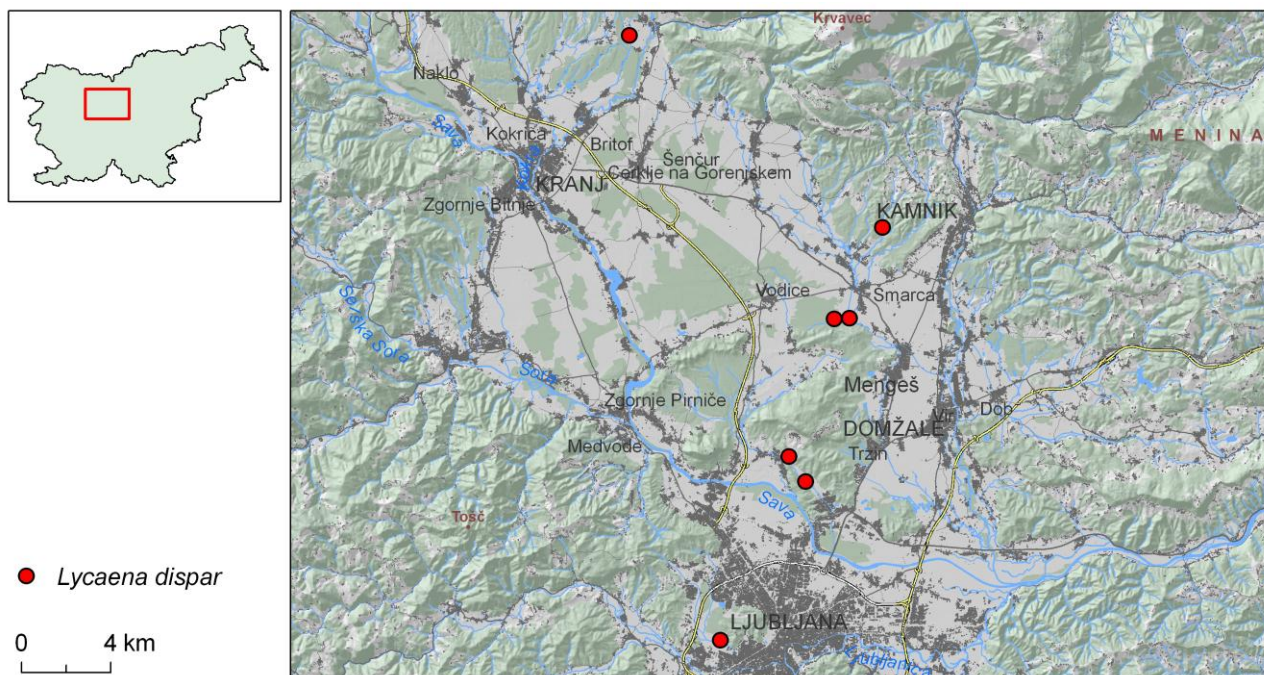 Krvavec
Naklo
Sava
Kokrica
Britof
MENINA
Šenčur
Cerklje na Gorenjskem
KRANJ
Zgornje Bitnje
KAMNIK
Selška Sora
Vodice
Šmarca
Sora
Mengeš
Zgornje Pirniče
Vir
Dob
DOMŽALE
Medvode
Trzin
Sava
Tošč
Lycaena dispar
LJUBLJANA
0 4 km
Ljubljanica